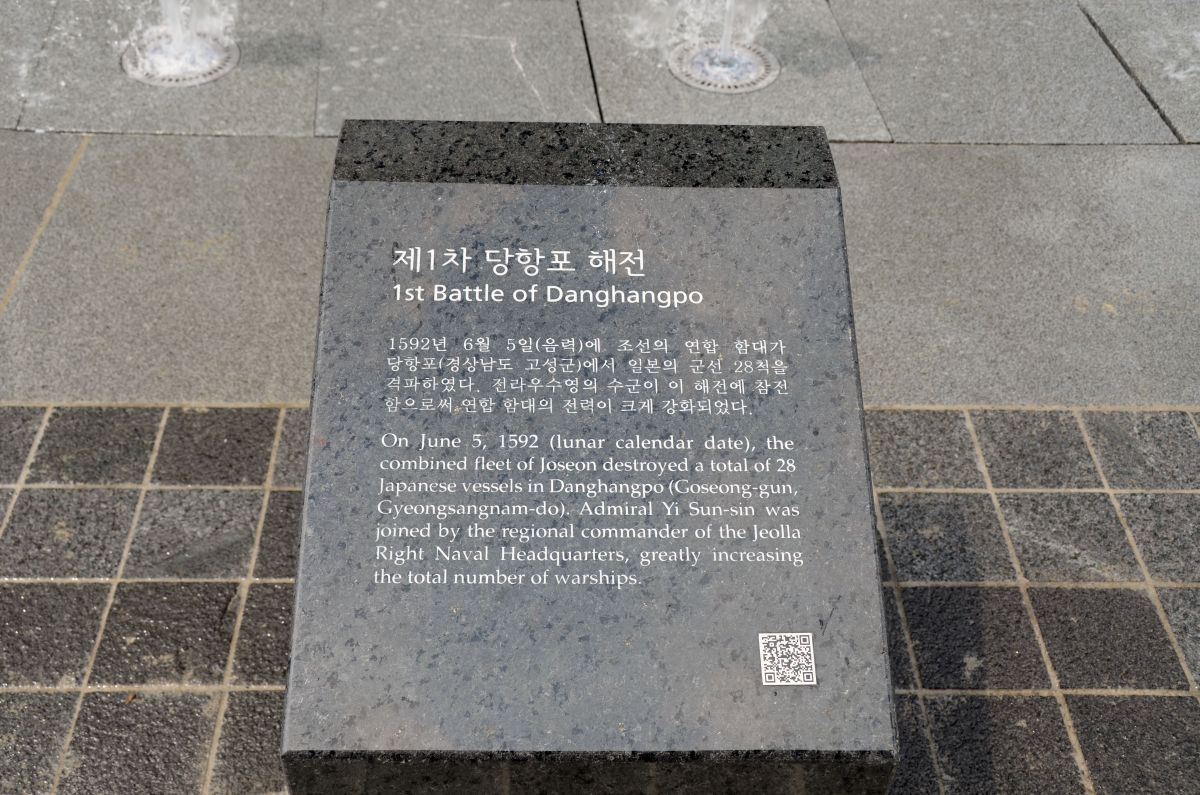 제1차 당항포 해전
1st Battle of Danghangpo
1592년 6월 5일(음력)에 조선의 연합 함대가
당항포(경상남도 고성군)에서 일본의 군선 28척을
격파하였다. 전라우수영의 수군이 이 해전에 참전
함으로써 연합 함대의 전력이 크게 강화되었다.
On June 5, 1592 (lunar calendar date), the
combined fleet of Joseon destroyed a total of 28
Japanese vessels in Danghangpo (Goseong-gun,
Gyeongsangnam-do). Admiral Yi Sun-sin was
joined by the regional commander of the Jeolla
Right Naval Headquarters, greatly increasing
the total number of warships.